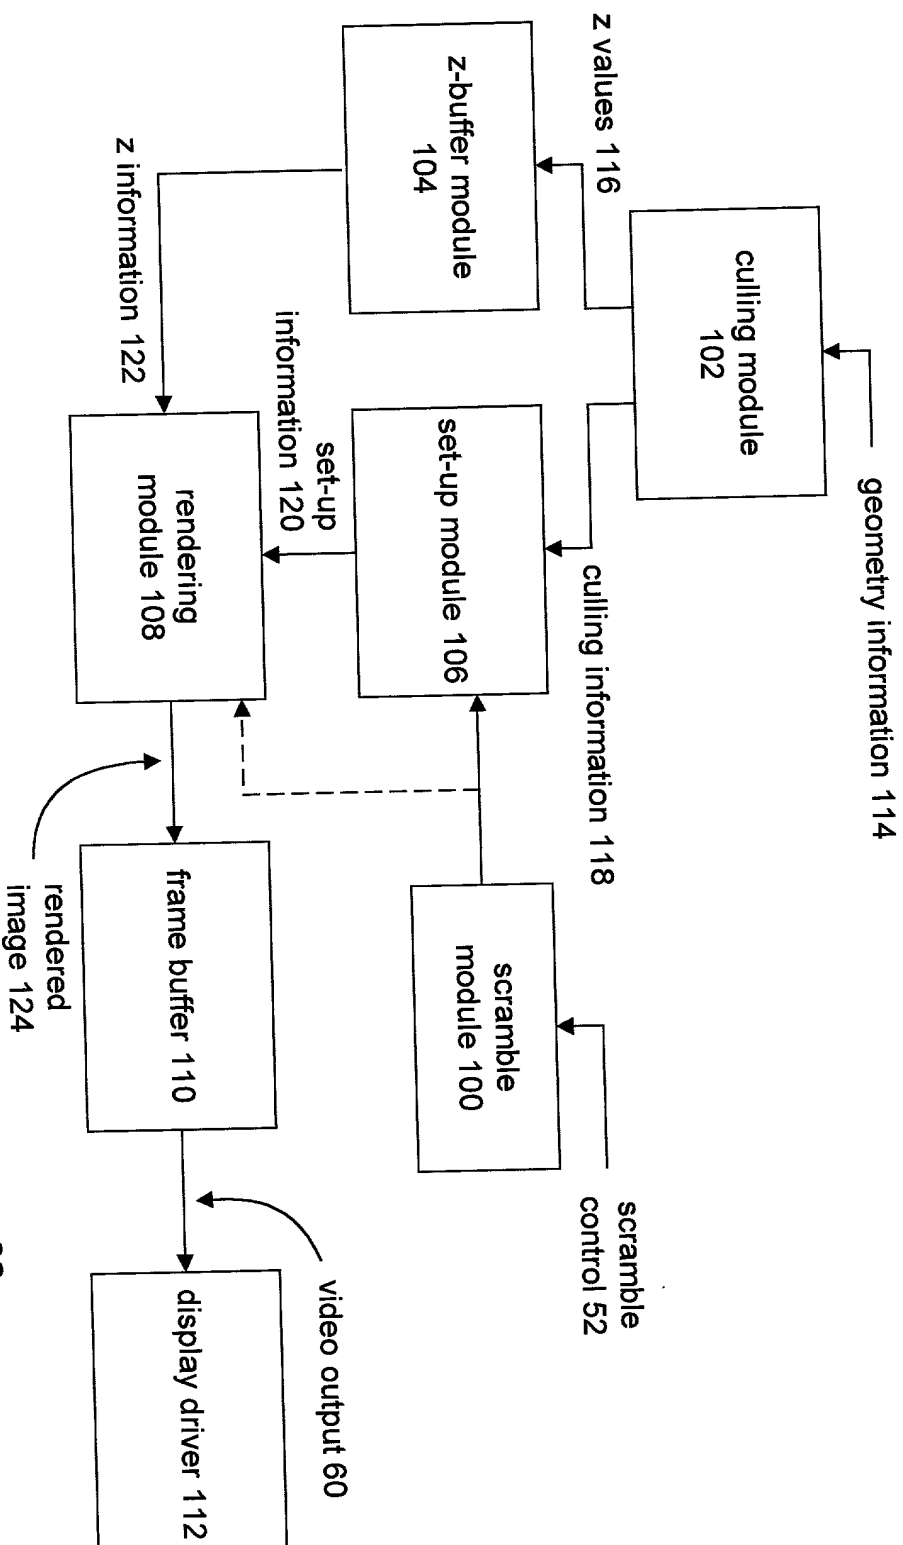 geometry information 114
culling module
102
z values 116
culling information 118
scramble
control 52
z-buffer module
104
set-up module 106
scramble
module 100
set-up
information 120
video output 60
z information 122
rendering
module 108
frame buffer 110
display driver 112
rendered
image 124